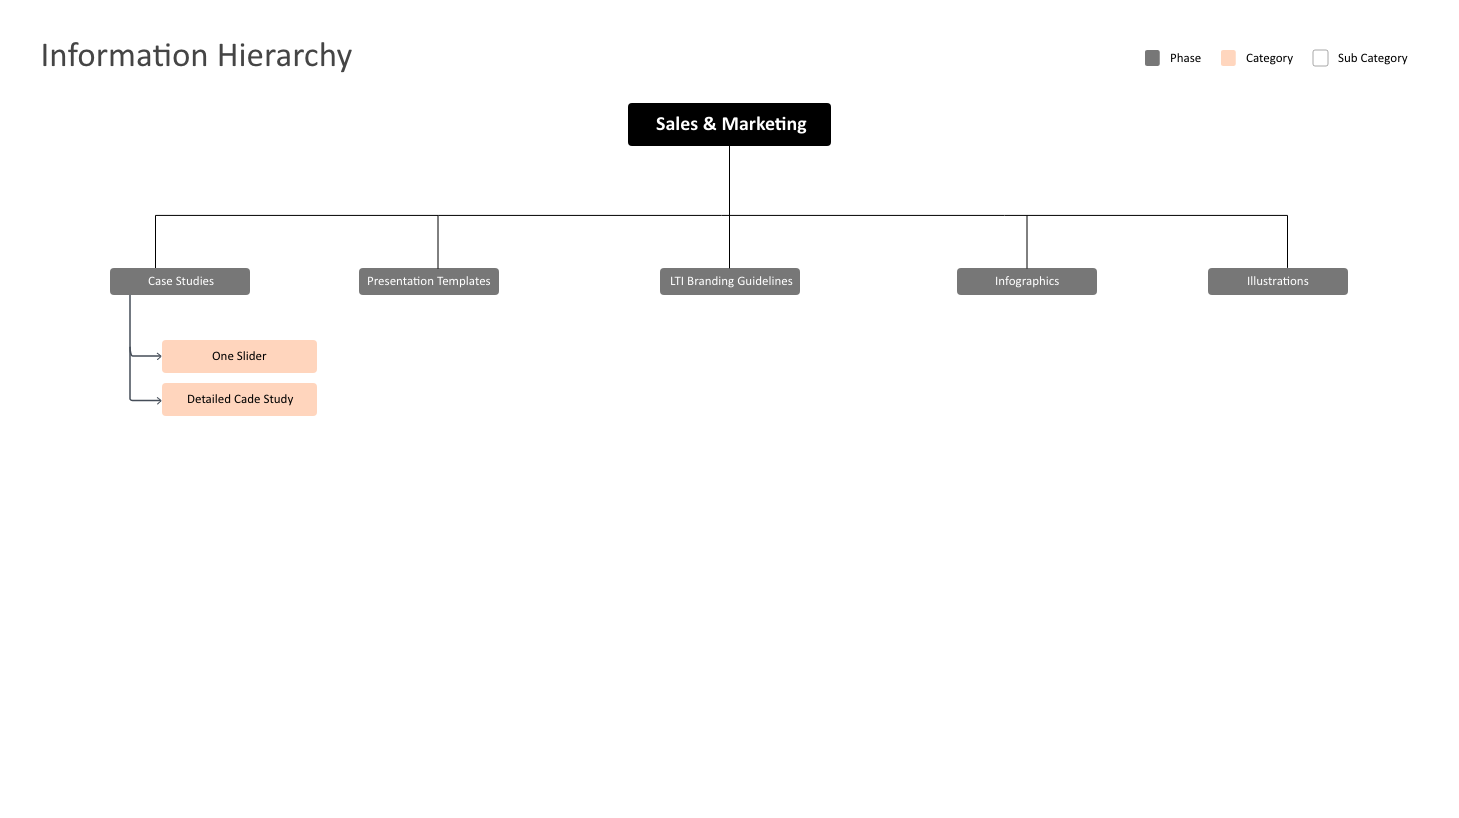 Information Hierarchy
Phase
Category
Sub Category
Sales & Marketing
Case Studies
Presentation Templates
LTI Branding Guidelines
Infographics
Illustrations
One Slider
Detailed Cade Study